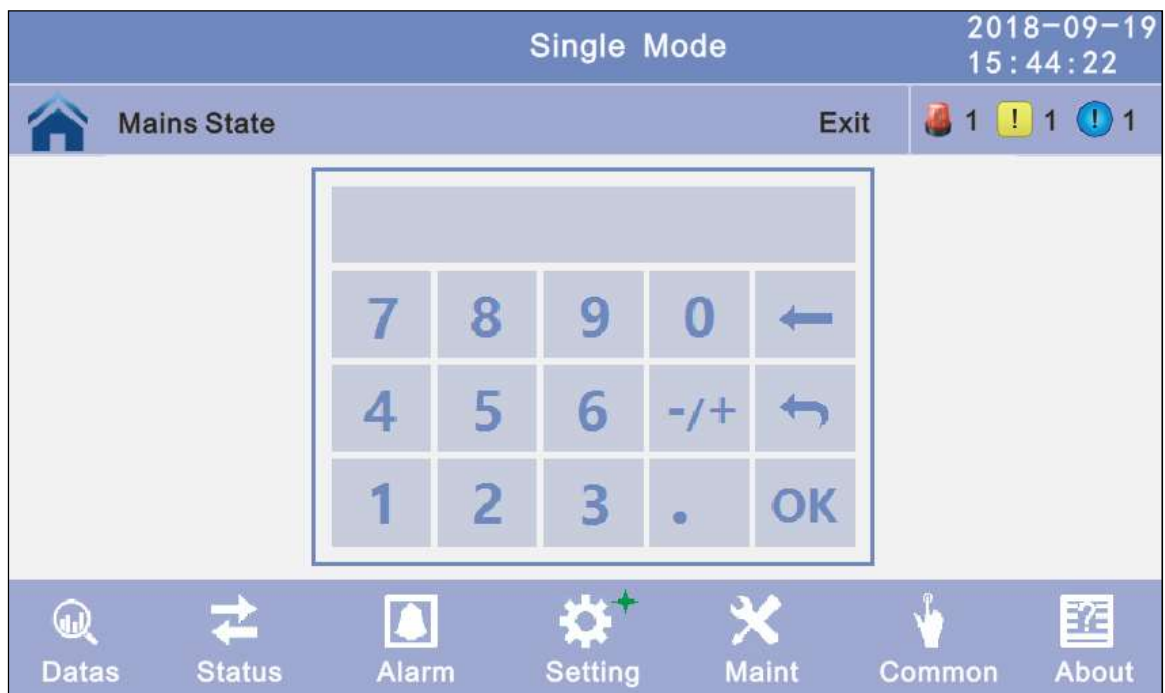 Single Mode
2018-09-19
15:44:22
Mains State Exit ! 1 ! 1 1
7 8 9 0
4 5 6 -/+
1 2 3 . OK
?
Datas Status Alarm Setting Maint Common About